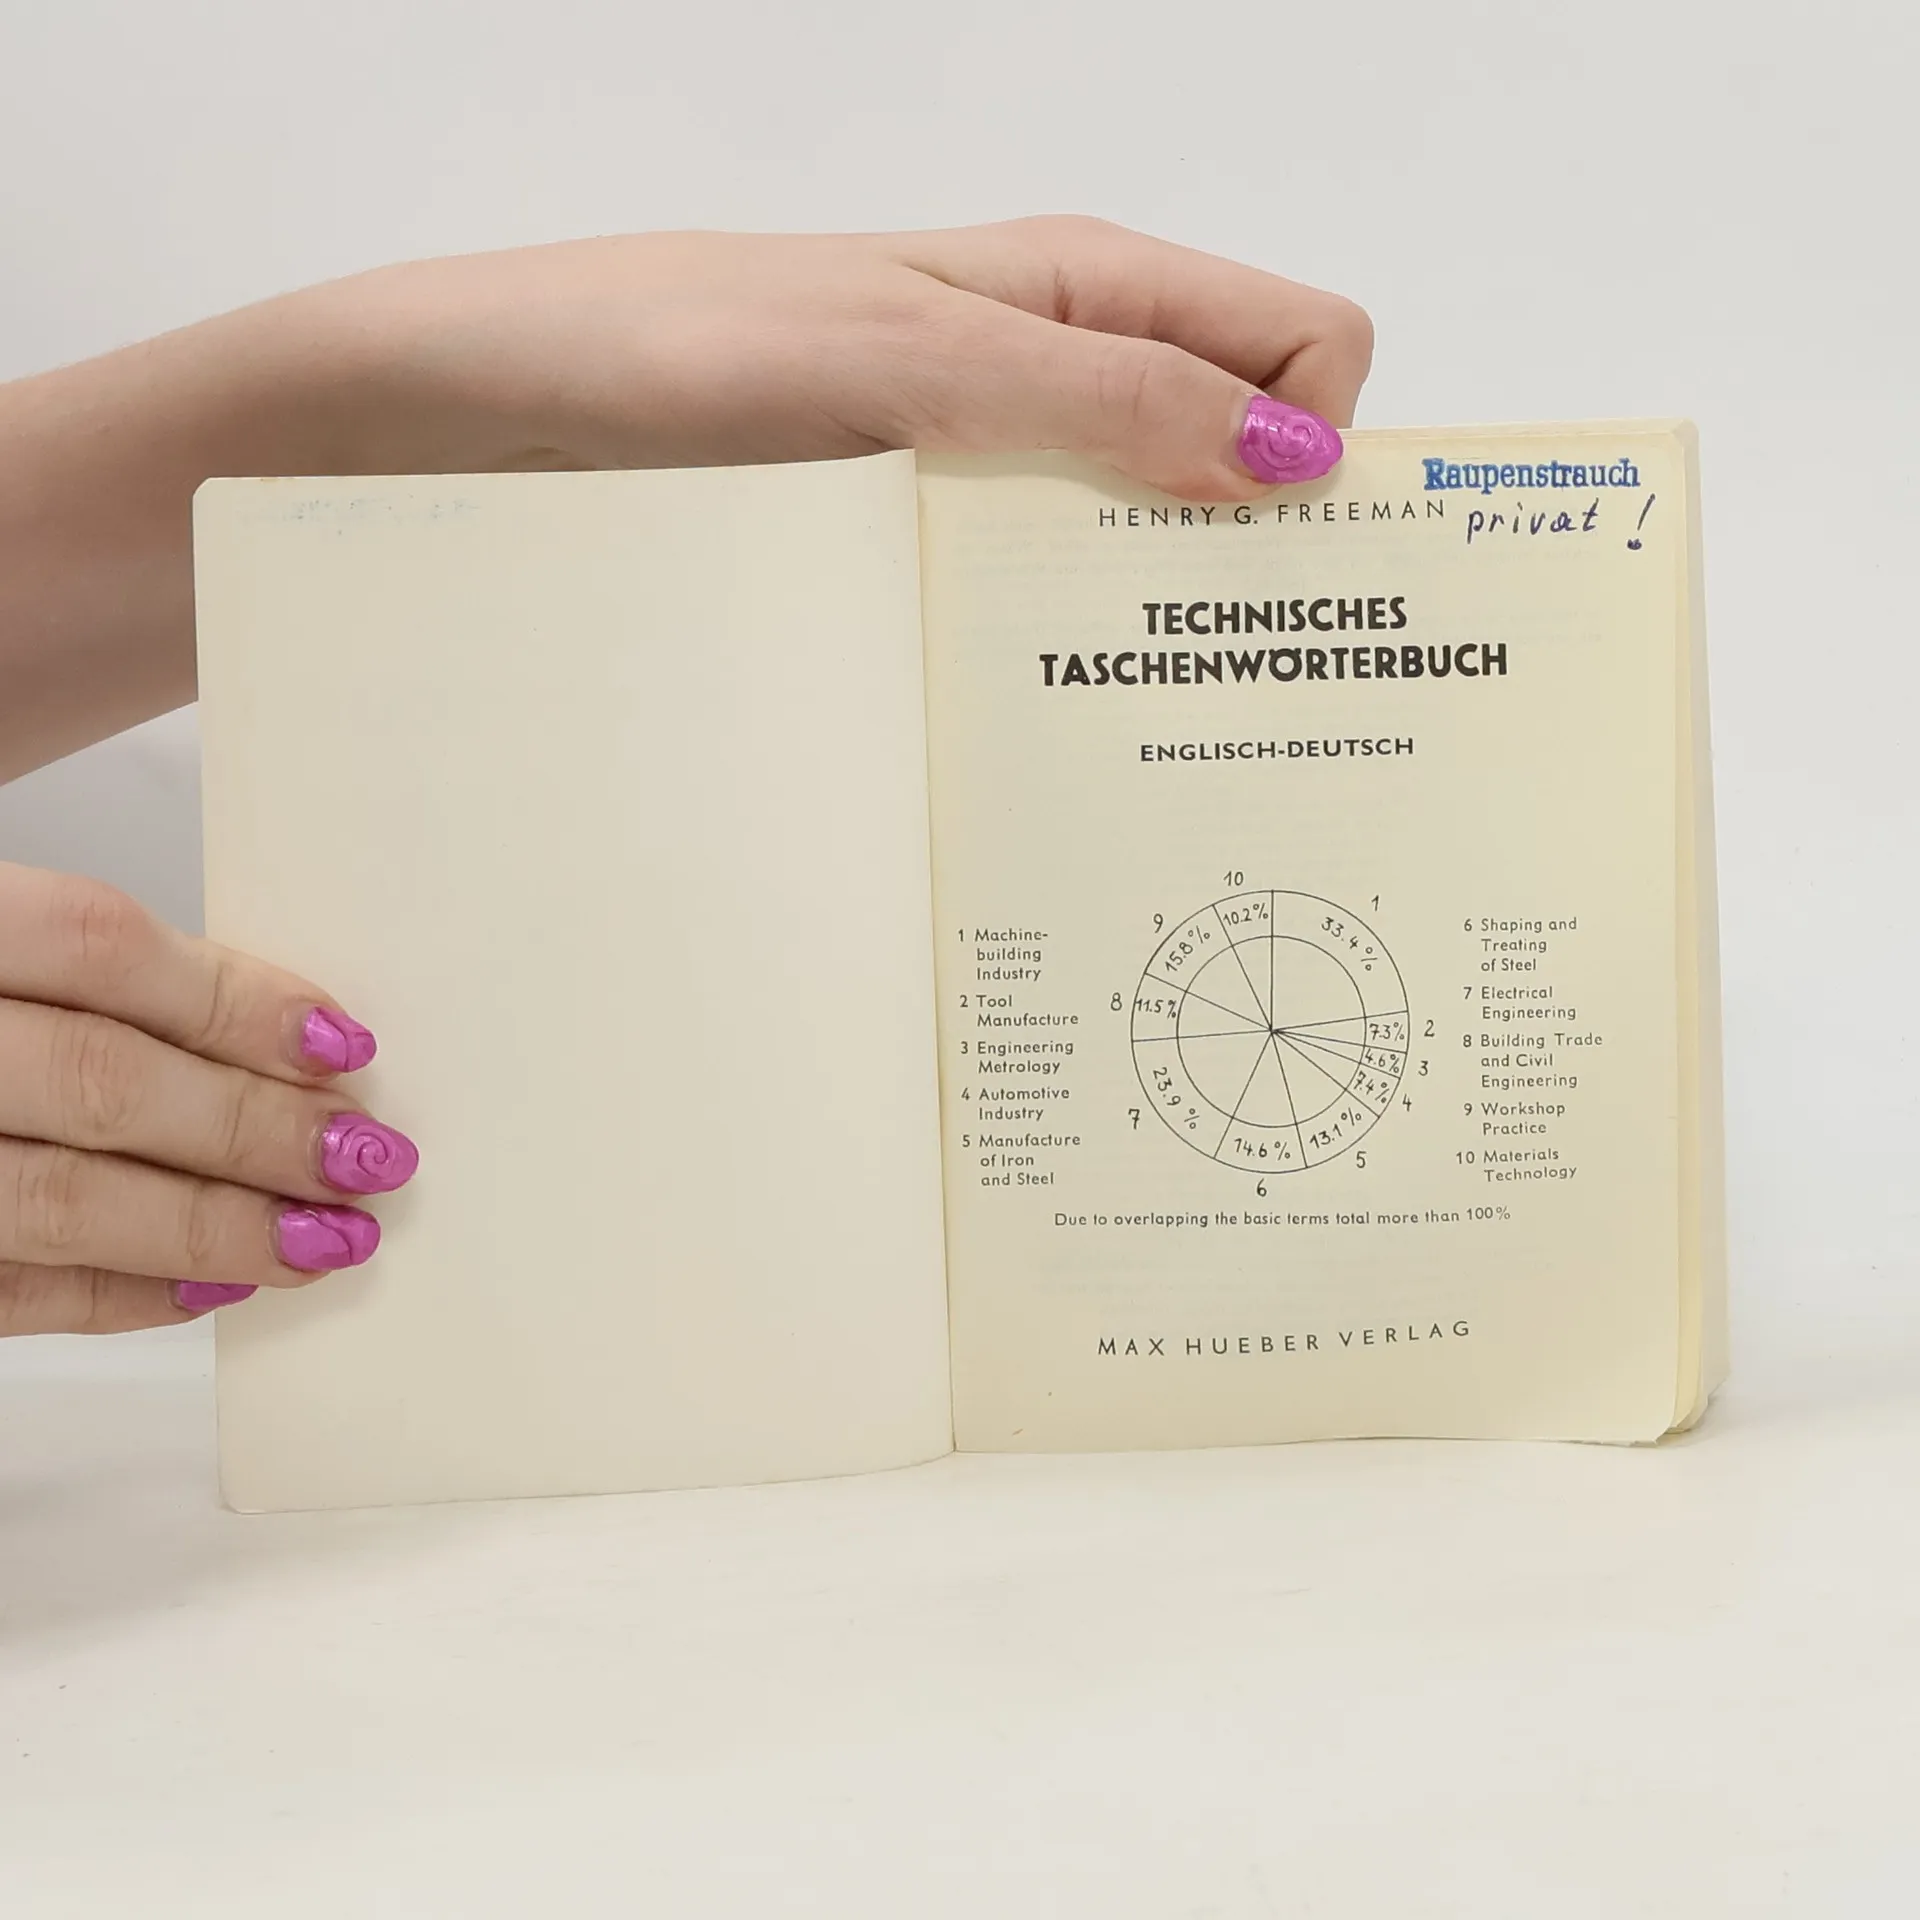 Raupenstrauch
HENRY G. FREEMAN
privat !
TECHNISCHES
TASCHENWÖRTERBUCH
ENGLISCH-DEUTSCH
1 Machine-
building
Industry
2 Tool
Manufacture
3 Engineering
Metrology
4 Automotive
Industry
5 Manufacture
of Iron
and Steel
10
1
2
3
4
5
6
7
8
9
10.2%
33.4%
7.3%
4.6%
7.4%
13.1%
14.6%
23.9%
11.5%
15.8%
6 Shaping and
Treating
of Steel
7 Electrical
Engineering
8 Building Trade
and Civil
Engineering
9 Workshop
Practice
10 Materials
Technology
Due to overlapping the basic terms total more than 100%
MAX HUEBER VERLAG